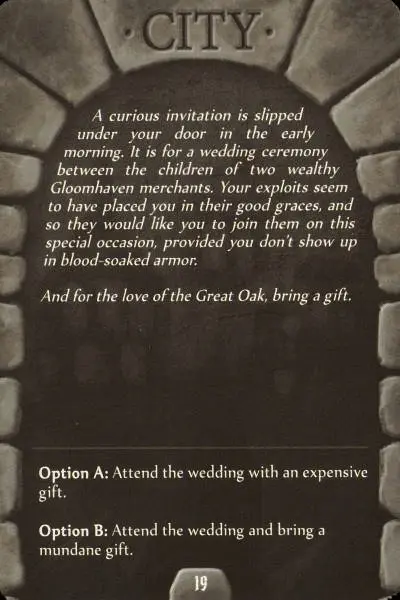 · CITY ·
A curious invitation is slipped
under your door in the early
morning. It is for a wedding ceremony
between the children of two wealthy
Gloomhaven merchants. Your exploits seem
to have placed you in their good graces, and
so they would like you to join them on this
special occasion, provided you don't show up
in blood-soaked armor.
And for the love of the Great Oak, bring a gift.
Option A: Attend the wedding with an expensive
gift.
Option B: Attend the wedding and bring a
mundane gift.
19